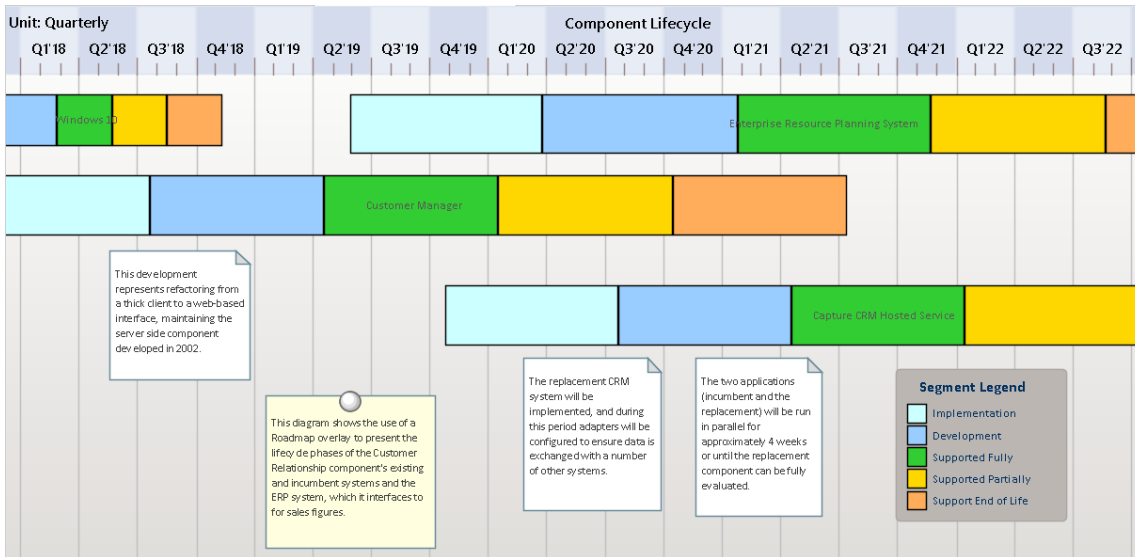 Unit: Quarterly
Component Lifecycle
Q1'18 Q2'18 Q3'18 Q4'18 Q1'19 Q2'19 Q3'19 Q4'19 Q1'20 Q2'20 Q3'20 Q4'20 Q1'21 Q2'21 Q3'21 Q4'21 Q1'22 Q2'22 Q3'22
Windows 10
Enterprise Resource Planning System
Customer Manager
This development
represents refactoring from
a thick client to a web-based
interface, maintaining the
server side component
developed in 2002.
Capture CRM Hosted Service
The replacement CRM
system will be
implemented, and during
this period adapters will be
configured to ensure data is
exchanged with a number
of other systems.
The two applications
(incumbent and the
replacement) will be run
in parallel for
approximately 4 weeks
or until the replacement
component can be fully
evaluated.
This diagram shows the use of a
Roadmap overlay to present the
lifecycle phases of the Customer
Relationship component's existing
and incumbent systems and the
ERP system, which it interfaces to
for sales figures.
Segment Legend
Implementation
Development
Supported Fully
Supported Partially
Support End of Life